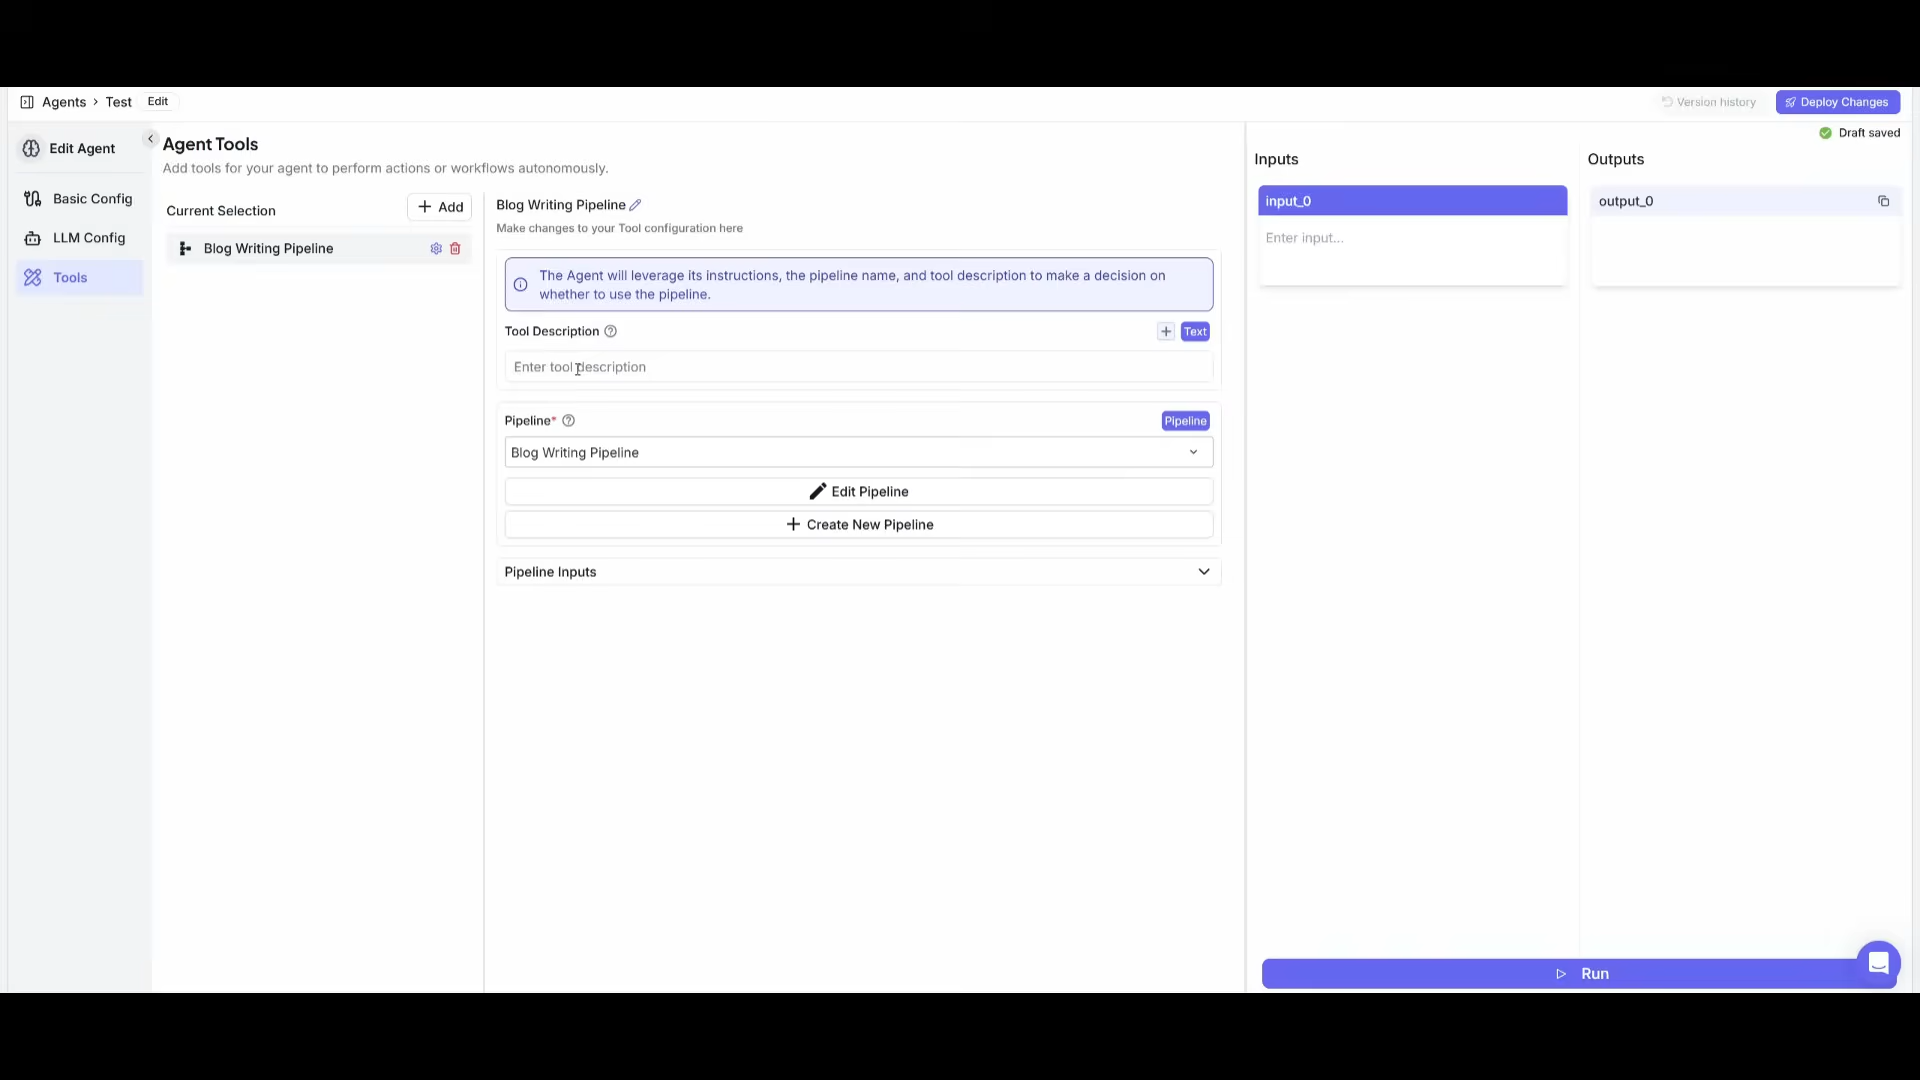 Agents > Test Edit
Version history
Deploy Changes
Draft saved
Edit Agent
Basic Config
LLM Config
Tools
Agent Tools
Add tools for your agent to perform actions or workflows autonomously.
Current Selection
+ Add
Blog Writing Pipeline
Blog Writing Pipeline
Make changes to your Tool configuration here
The Agent will leverage its instructions, the pipeline name, and tool description to make a decision on
whether to use the pipeline.
Tool Description
+ Text
Enter tool description
Pipeline*
Pipeline
Blog Writing Pipeline
Edit Pipeline
+ Create New Pipeline
Pipeline Inputs
Inputs
input_0
Enter input...
Outputs
output_0
Run